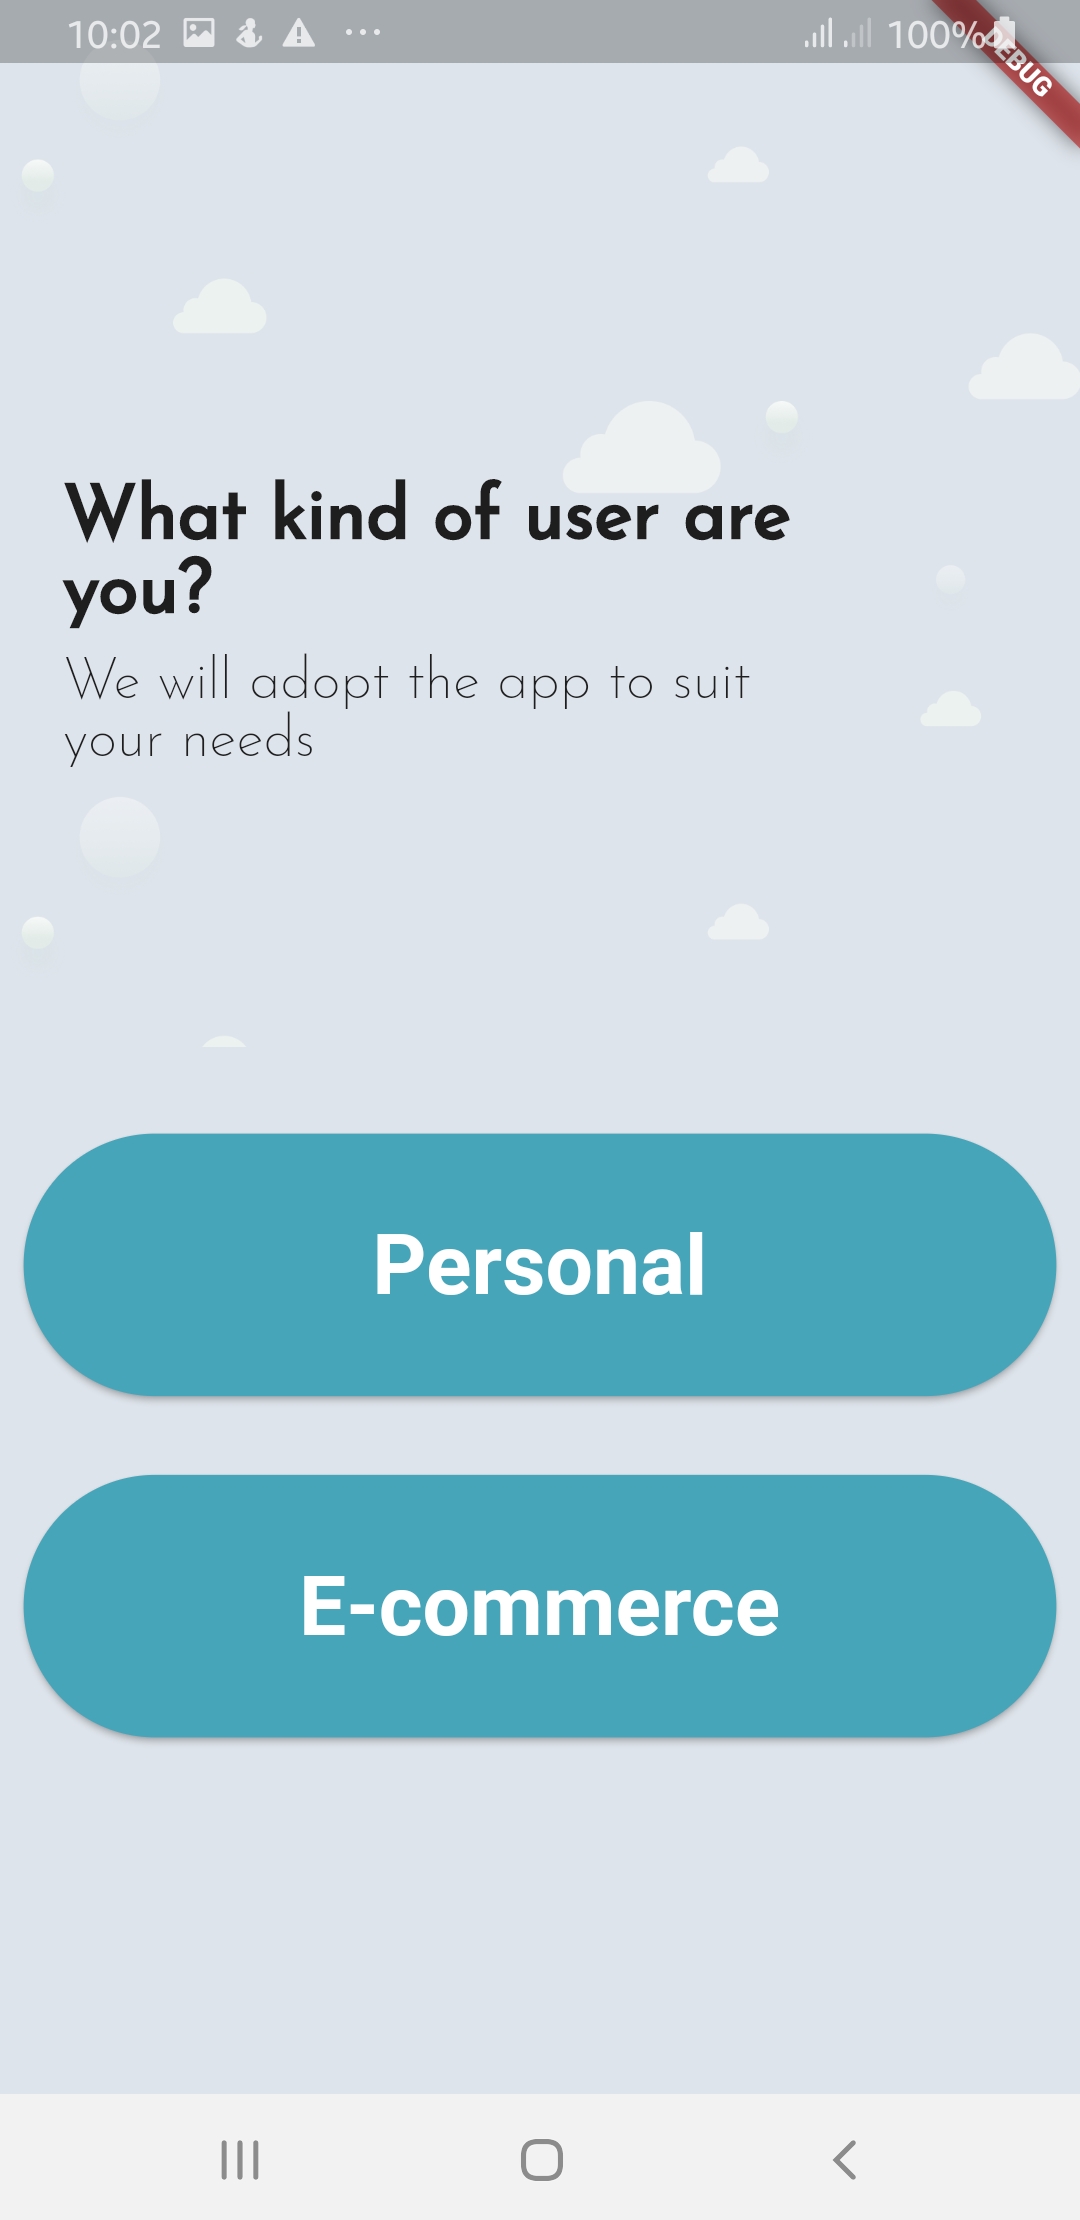 10:02 100%
DEBUG
What kind of user are
you?
We will adopt the app to suit
your needs
Personal
E-commerce